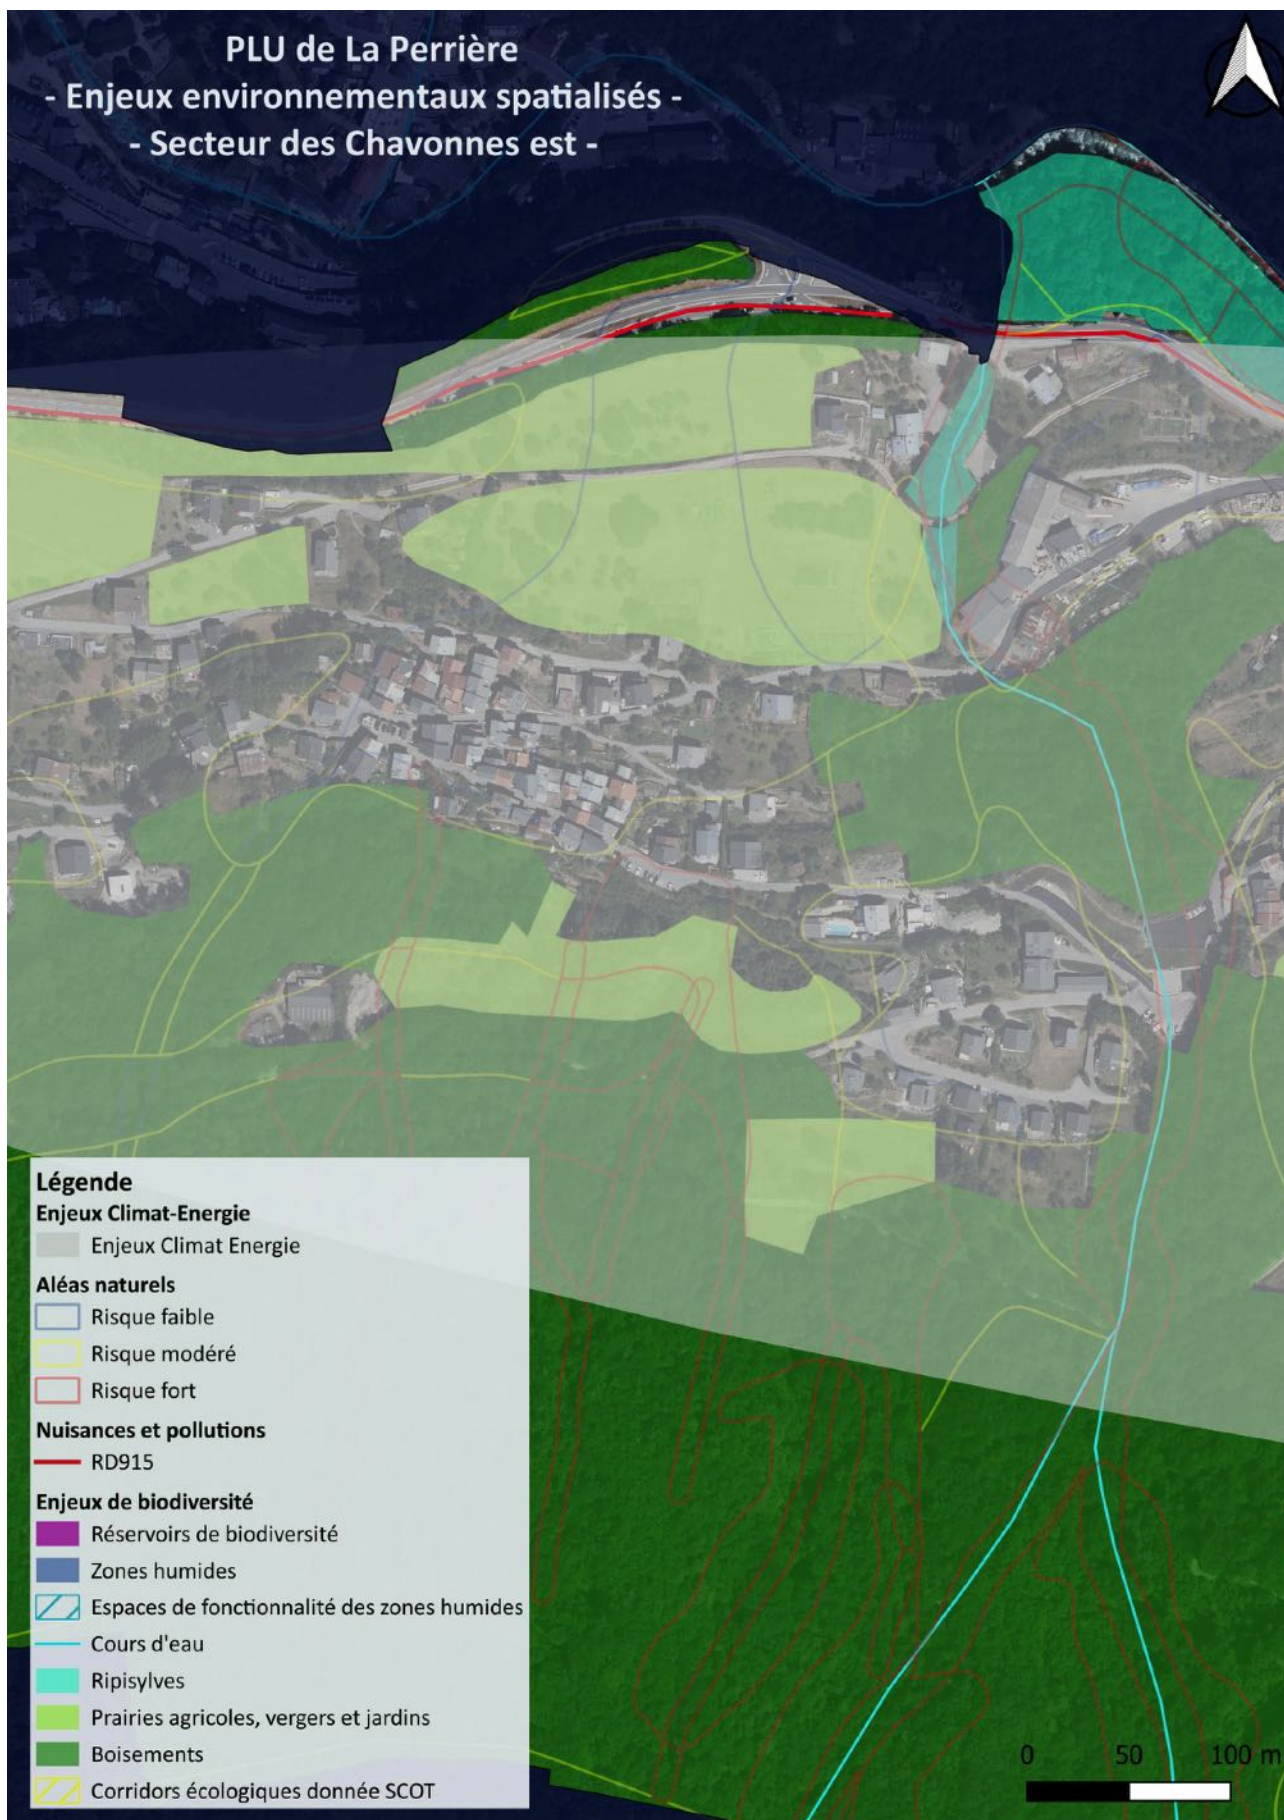 PLU de La Perrière
- Enjeux environnementaux spatialisés -
- Secteur des Chavonnes est -
Légende
Enjeux Climat-Energie
Enjeux Climat Energie
Aléas naturels
Risque faible
Risque modéré
Risque fort
Nuisances et pollutions
RD915
Enjeux de biodiversité
Réservoirs de biodiversité
Zones humides
Espaces de fonctionnalité des zones humides
Cours d'eau
Ripisylves
Prairies agricoles, vergers et jardins
Boisements
Corridors écologiques donnée SCOT
0 50 100 m